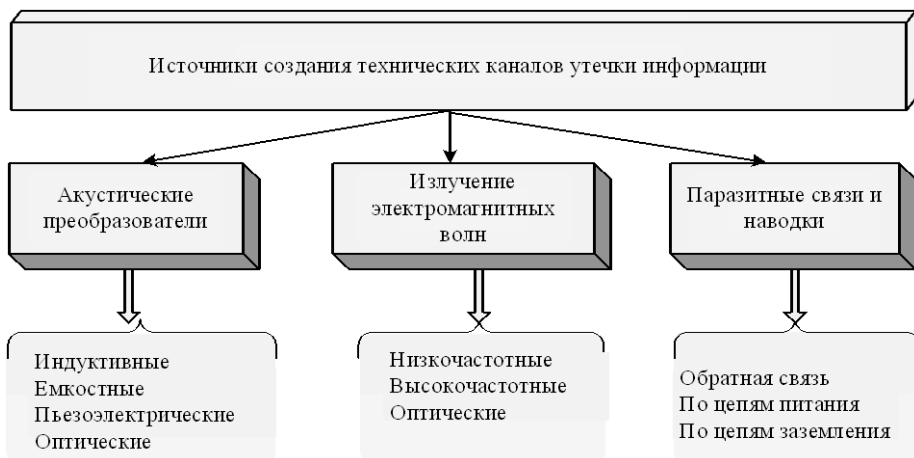 Источники создания технических каналов утечки информации
Акустические
преобразователи
Излучение
электромагнитных
волн
Паразитные связи и
наводки
Индуктивные
Емкостные
Пьезоэлектрические
Оптические
Низкочастотные
Высокочастотные
Оптические
Обратная связь
По цепям питания
По цепям заземления